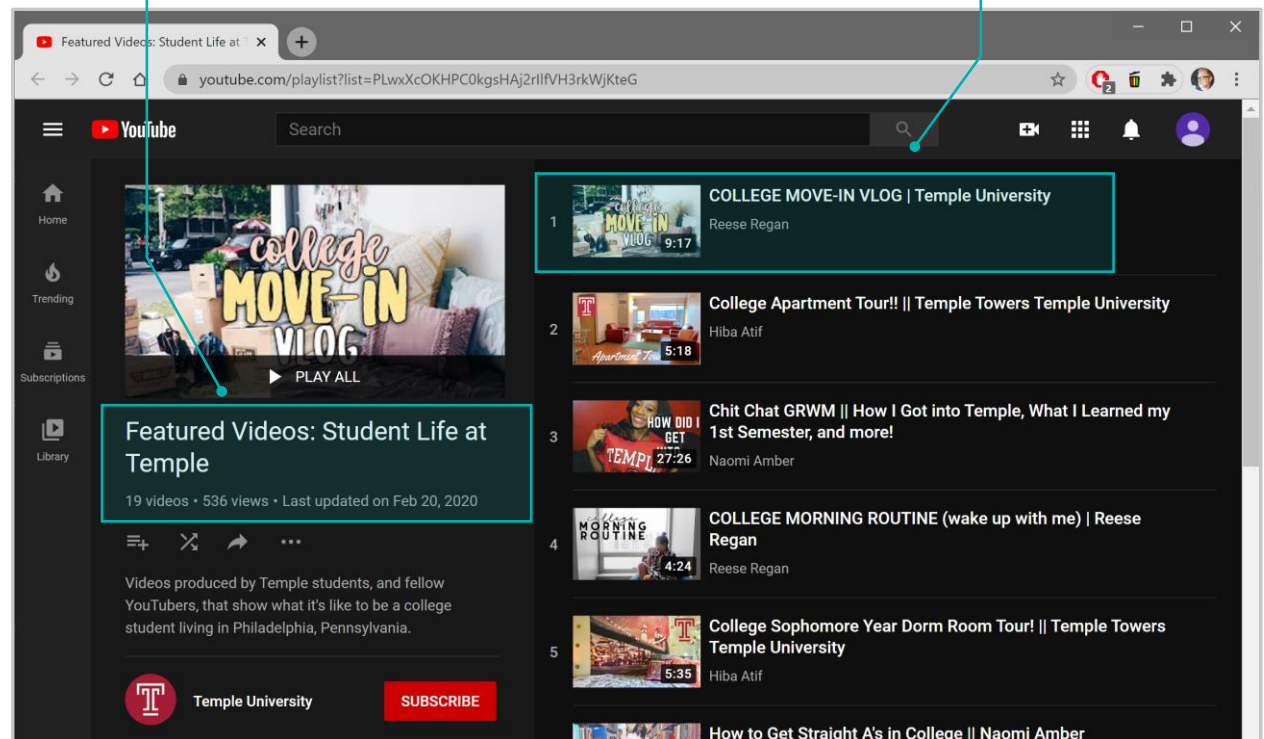 Featured Videos: Student Life at T
youtube.com/playlist?list=PLwxXcOKHPC0kgsHAj2rIlfVH3rkWjKteG
2
YouTube
Search
Home
Trending
Subscriptions
Library
college
MOVE-IN
VLOG
PLAY ALL
Featured Videos: Student Life at
Temple
19 videos • 536 views • Last updated on Feb 20, 2020
Videos produced by Temple students, and fellow
YouTubers, that show what it's like to be a college
student living in Philadelphia, Pennsylvania.
T
Temple University
SUBSCRIBE
1
college
MOVE-IN
VLOG
9:17
COLLEGE MOVE-IN VLOG | Temple University
Reese Regan
2
T
Apartment
5:18
College Apartment Tour!! || Temple Towers Temple University
Hiba Atif
3
HOW DID I
GET
TEMPL
27:26
Chit Chat GRWM || How I Got into Temple, What I Learned my
1st Semester, and more!
Naomi Amber
4
college
MORNING
ROUTINE
4:24
COLLEGE MORNING ROUTINE (wake up with me) | Reese
Regan
Reese Regan
5
T
5:35
College Sophomore Year Dorm Room Tour! || Temple Towers
Temple University
Hiba Atif
How to Get Straight A's in College || Naomi Amber